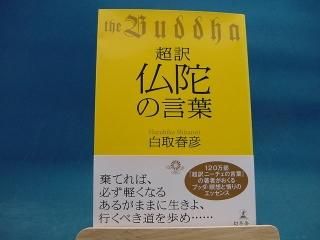 the Buddha
超訳
仏陀
の言葉
Haruhiko Shiratori
白取春彦
棄てれば、
必ず軽くなる
あるがままに生きよ、
行くべき道を歩め……
120万部
『超訳 ニーチェの言葉』
の著者がおくる
ブッダ・瞑想と悟りの
エッセンス
幻冬舎